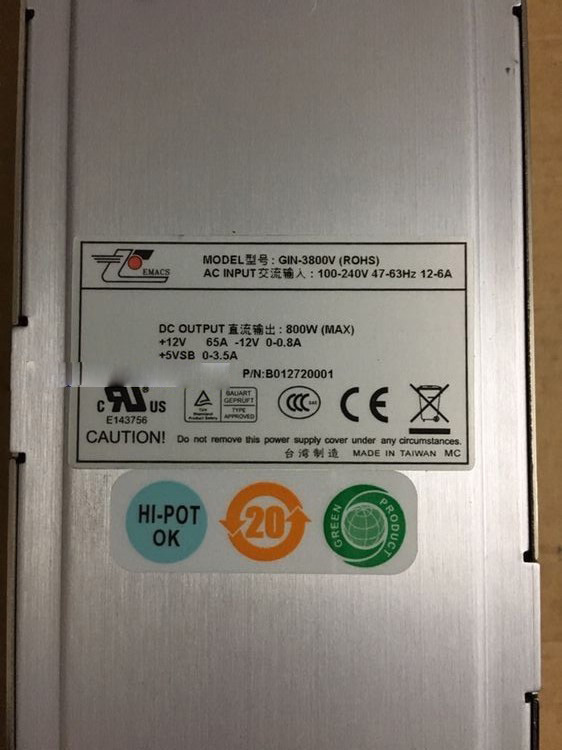 EMACS
MODEL型号 : GIN-3800V (ROHS)
AC INPUT交流输入 : 100-240V 47-63Hz 12-6A
DC OUTPUT 直流输出 : 800W (MAX)
+12V 65A -12V 0-0.8A
+5VSB 0-3.5A
P/N:B012720001
c RU US
E143756
BAUART
GEPRUFT
TYPE
APPROVED
CCC
CE
CAUTION! Do not remove this power supply cover under any circumstances.
台湾制造 MADE IN TAIWAN MC
HI-POT
OK
20
GREEN PRODUCT